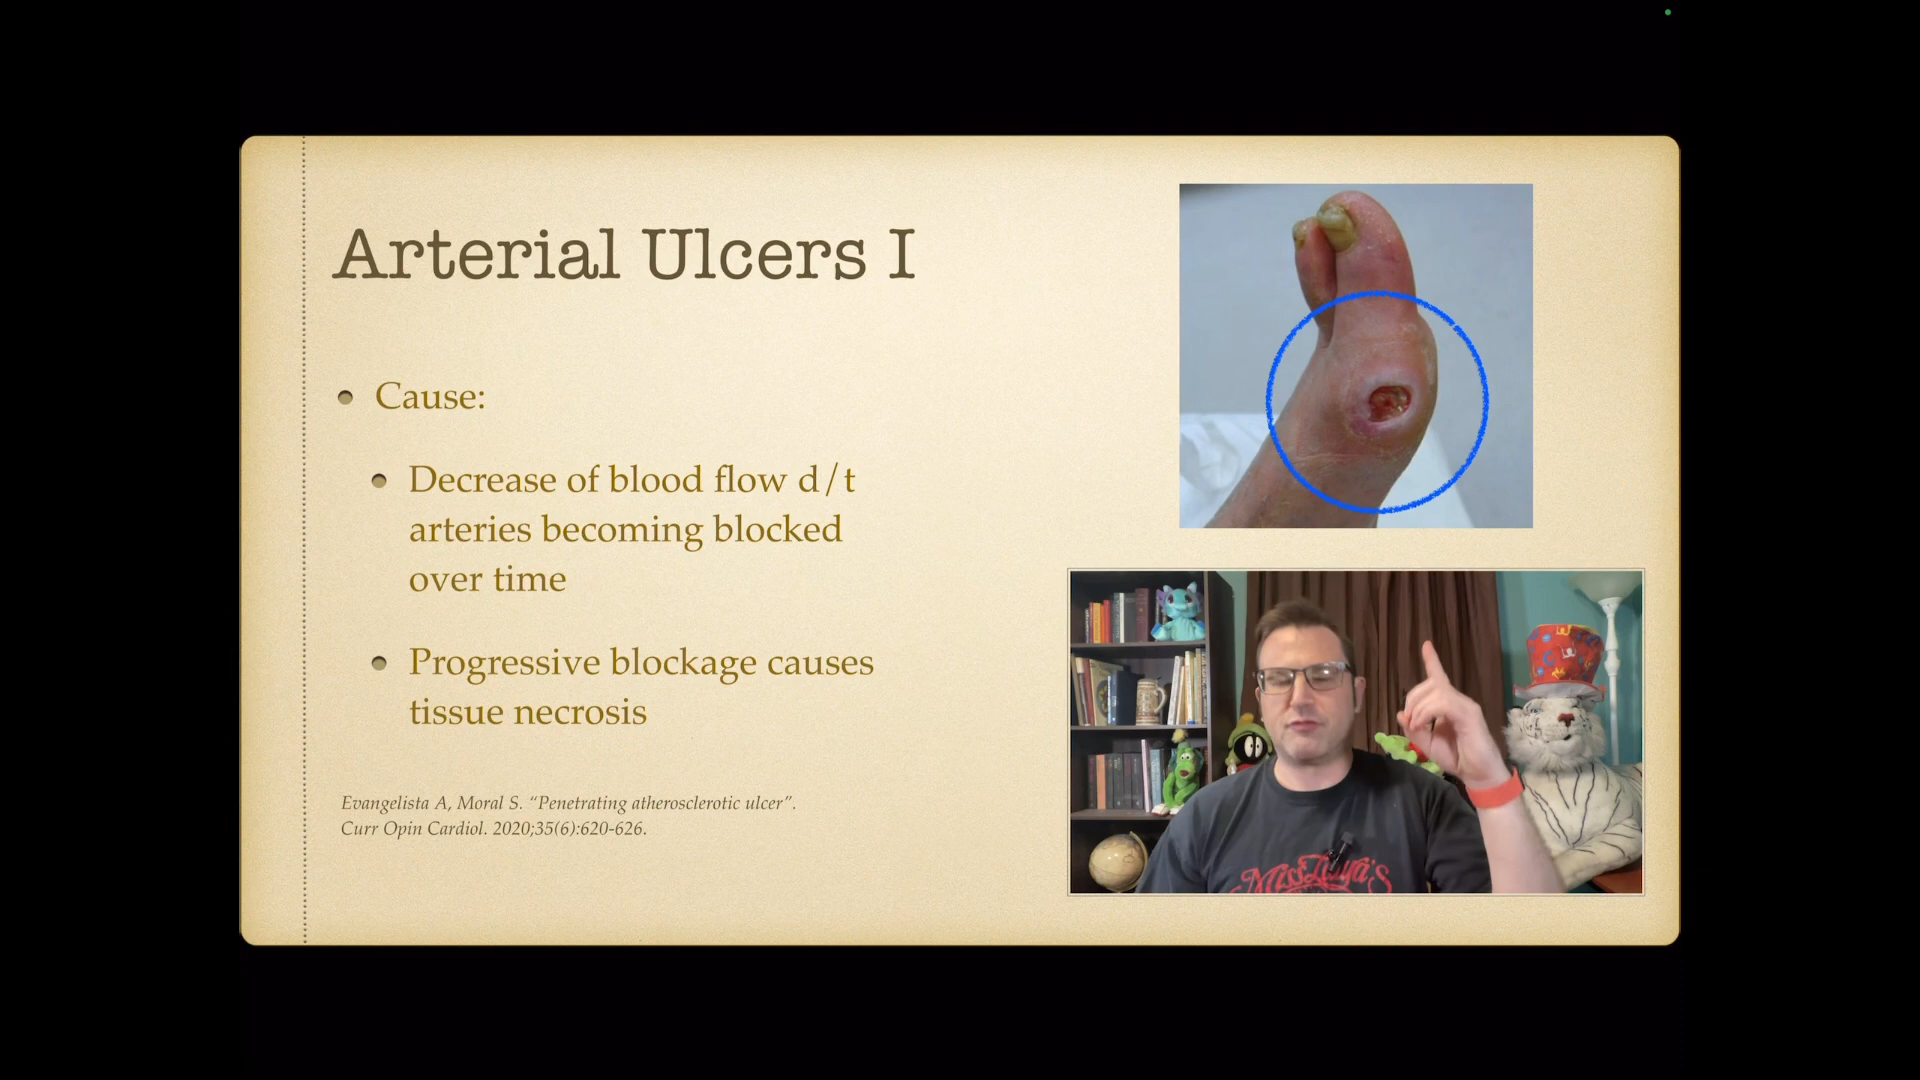 Arterial Ulcers I
Cause:
Decrease of blood flow d/t
arteries becoming blocked
over time
Progressive blockage causes
tissue necrosis
Evangelista A, Moral S. “Penetrating atherosclerotic ulcer”.
Curr Opin Cardiol. 2020;35(6):620-626.